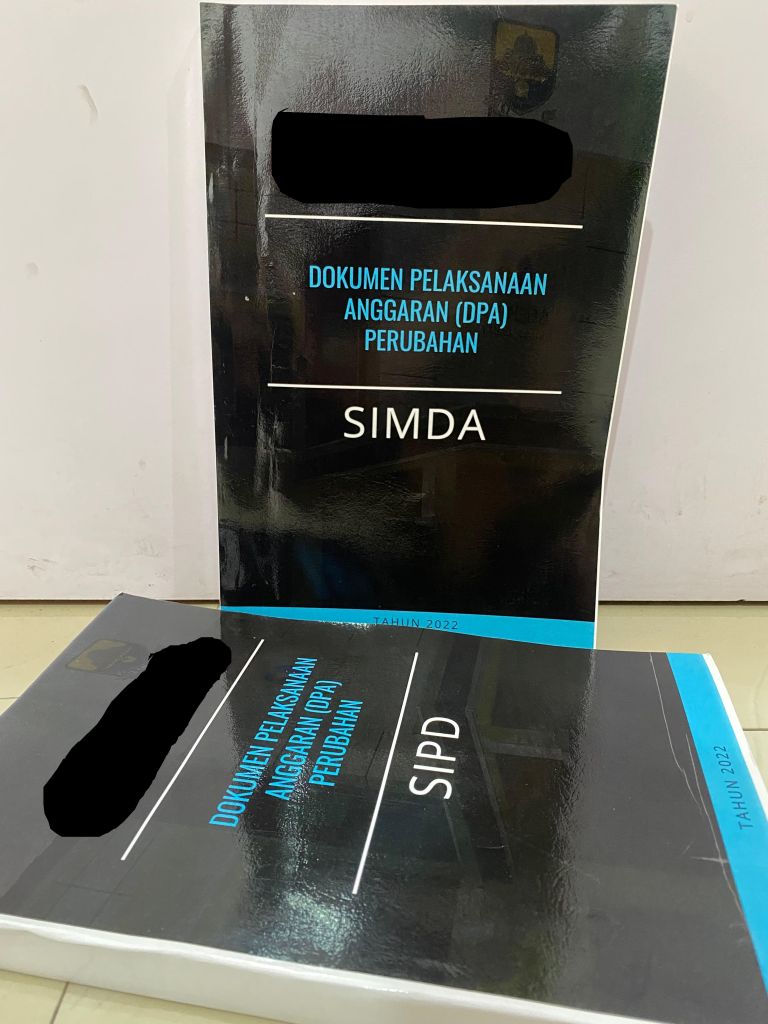 DOKUMEN PELAKSANAAN
ANGGARAN (DPA)
PERUBAHAN
SIMDA
TAHUN 2022
DOKUMEN PELAKSANAAN
ANGGARAN (DPA)
PERUBAHAN
SIPD
TAHUN 2022